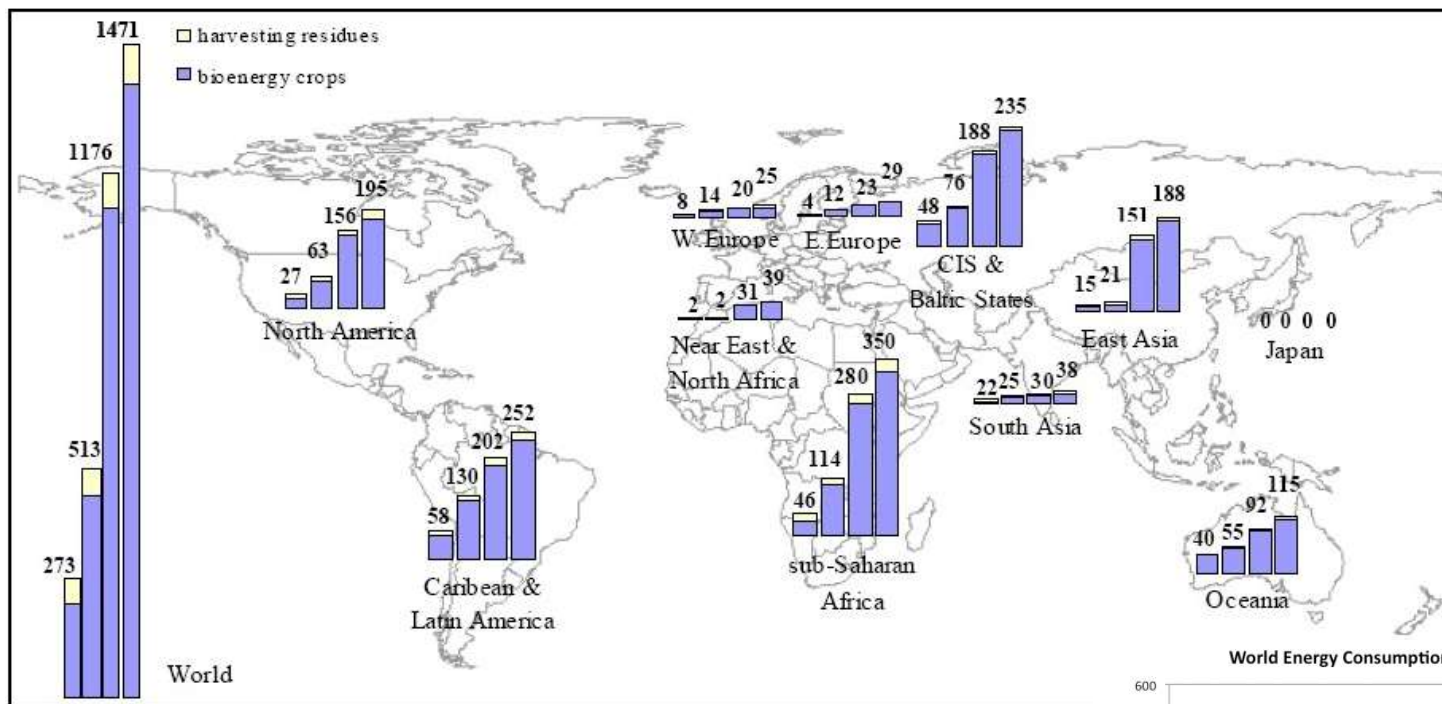 1471
harvesting residues
bioenergy crops
1176
513
273
World
27 63 156 195
North America
58 130 202 252
Caribean &
Latin America
8 14 20 25
W.Europe
4 12 23 29
E.Europe
48 76 188 235
CIS &
Baltic States
2 2 31 39
Near East &
North Africa
46 114 280 350
sub-Saharan
Africa
15 21 151 188
East Asia
0 0 0 0
Japan
22 25 30 38
South Asia
40 55 92 115
Oceania
World Energy Consumption
600